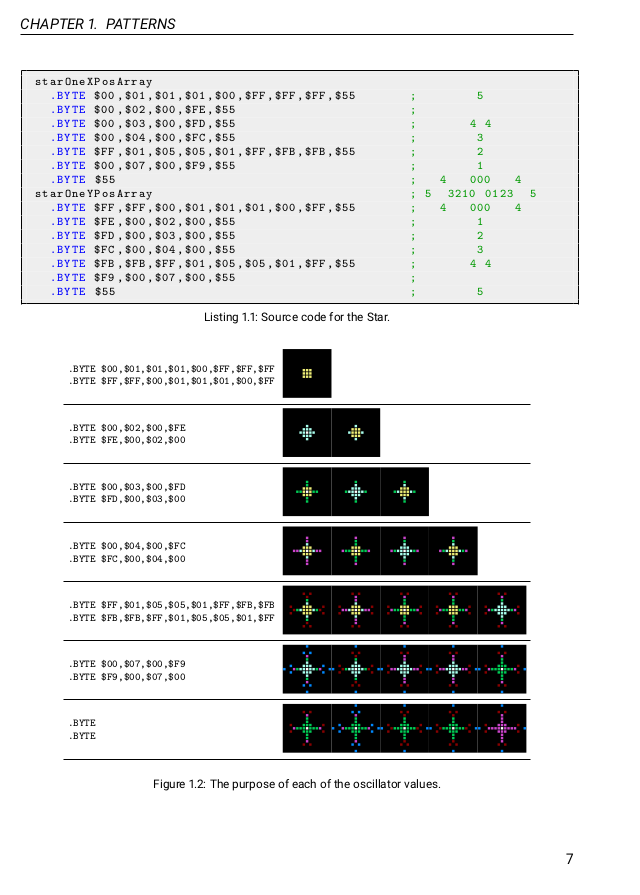 CHAPTER 1. PATTERNS
starOneXPosArray
.BYTE $00,$01,$01,$01,$00,$FF,$FF,$FF,$55 ; 5
.BYTE $00,$02,$00,$FE,$55 ;
.BYTE $00,$03,$00,$FD,$55 ; 4 4
.BYTE $00,$04,$00,$FC,$55 ; 3
.BYTE $FF,$01,$05,$05,$01,$FF,$FB,$FB,$55 ; 2
.BYTE $00,$07,$00,$F9,$55 ; 1
.BYTE $55 ; 4 000 4
starOneYPosArray ; 5 3210 0123 5
.BYTE $FF,$FF,$00,$01,$01,$01,$00,$FF,$55 ; 4 000 4
.BYTE $FE,$00,$02,$00,$55 ; 1
.BYTE $FD,$00,$03,$00,$55 ; 2
.BYTE $FC,$00,$04,$00,$55 ; 3
.BYTE $FB,$FB,$FF,$01,$05,$05,$01,$FF,$55 ; 4 4
.BYTE $F9,$00,$07,$00,$55 ;
.BYTE $55 ; 5
Listing 1.1: Source code for the Star.
.BYTE $00,$01,$01,$01,$00,$FF,$FF,$FF
.BYTE $FF,$FF,$00,$01,$01,$01,$00,$FF
.BYTE $00,$02,$00,$FE
.BYTE $FE,$00,$02,$00
.BYTE $00,$03,$00,$FD
.BYTE $FD,$00,$03,$00
.BYTE $00,$04,$00,$FC
.BYTE $FC,$00,$04,$00
.BYTE $FF,$01,$05,$05,$01,$FF,$FB,$FB
.BYTE $FB,$FB,$FF,$01,$05,$05,$01,$FF
.BYTE $00,$07,$00,$F9
.BYTE $F9,$00,$07,$00
.BYTE
.BYTE
Figure 1.2: The purpose of each of the oscillator values.
7